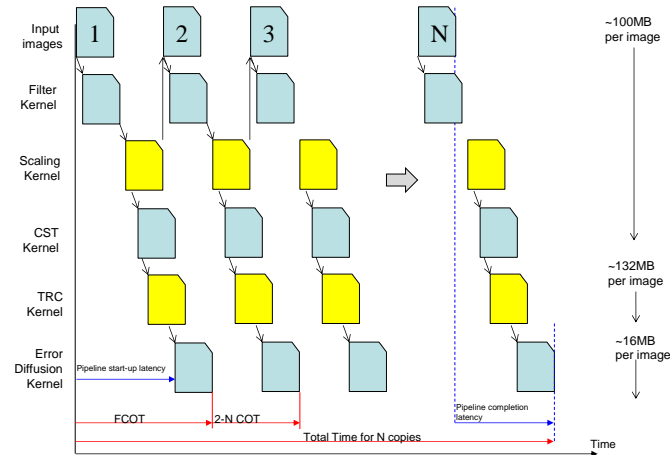 Input
images
1
2
3
N
~100MB
per image
Filter
Kernel
Scaling
Kernel
CST
Kernel
TRC
Kernel
~132MB
per image
Error
Diffusion
Kernel
~16MB
per image
Pipeline start-up latency
Pipeline completion
latency
FCOT
2-N COT
Total Time for N copies
Time